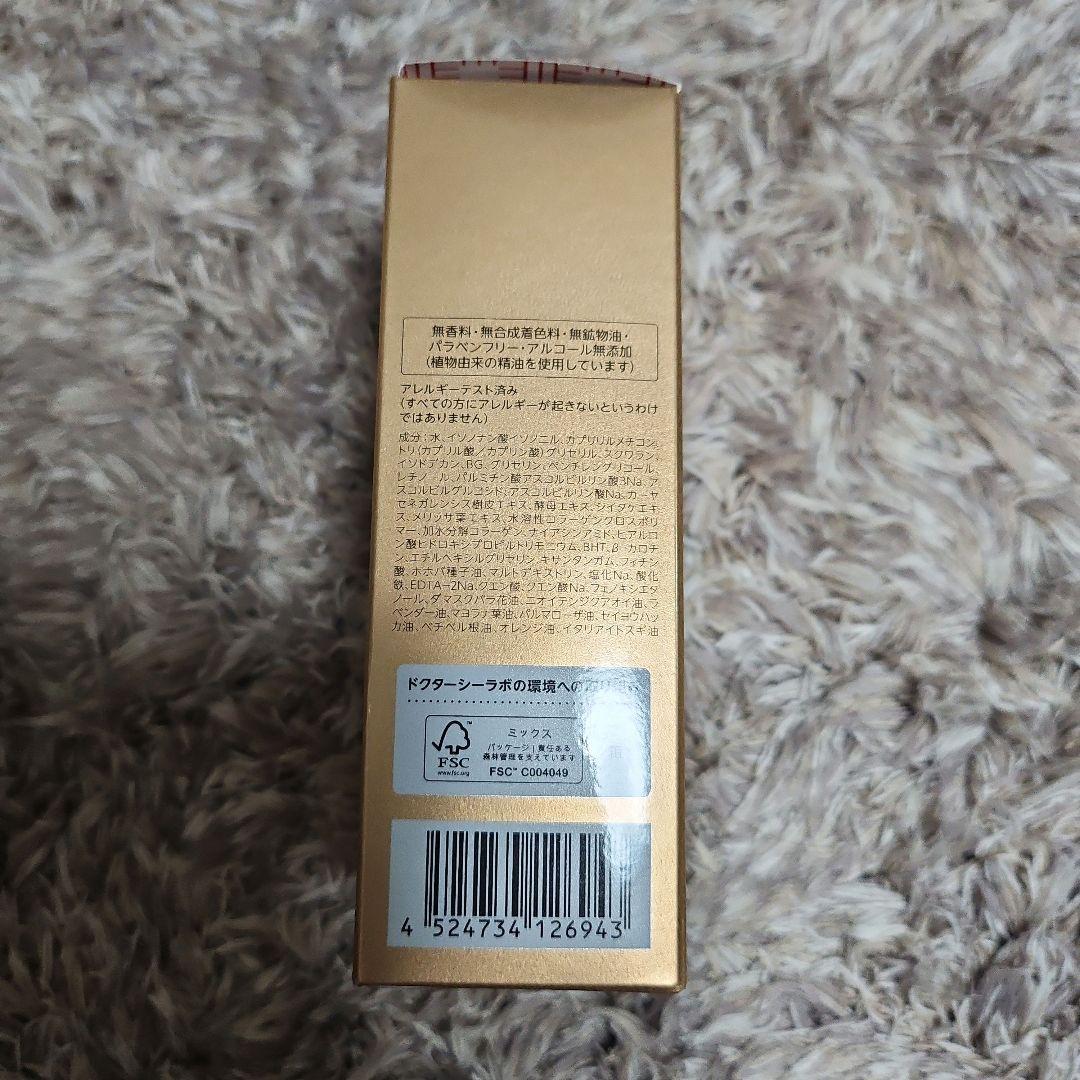 無香料・無合成着色料・無鉱物油・
パラベンフリー・アルコール無添加
(植物由来の精油を使用しています)
アレルギーテスト済み
(すべての方にアレルギーが起きないというわけ
ではありません)
成分:水、イソノナン酸イソノニル、カプリリルメチコン、
トリ(カプリル酸/カプリン酸)グリセリル、スクワラン、
イソドデカン、BG、グリセリン、ペンチレングリコール、
レチノール、パルミチン酸アスコルビルリン酸3Na、ア
スコルビルグルコシド、アスコルビルリン酸Na、カーヤ
セネガレンシス樹皮エキス、酵母エキス、シイタケエキ
ス、メリッサ葉エキス、水溶性コラーゲンクロスポリ
マー、加水分解コラーゲン、ナイアシンアミド、ヒアルロ
ン酸ヒドロキシプロピルトリモニウム、BHT、β-カロチ
ン、エチルヘキシルグリセリン、キサンタンガム、フィチン
酸、ホホバ種子油、マルトデキストリン、塩化Na、酸化
鉄、EDTA-2Na、クエン酸、クエン酸Na、フェノキシエタ
ノール、ダマスクバラ花油、ニオイテンジクアオイ油、ラ
ベンダー油、マヨラナ葉油、パルマローザ油、セイヨウハッ
カ油、ベチベル根油、オレンジ油、イタリアイトスギ油
ドクターシーラボの環境への
FSC
www.fsc.org
ミックス
パッケージ|責任ある
森林管理を支えています
FSC™ C004049
箱
4 524734 126943